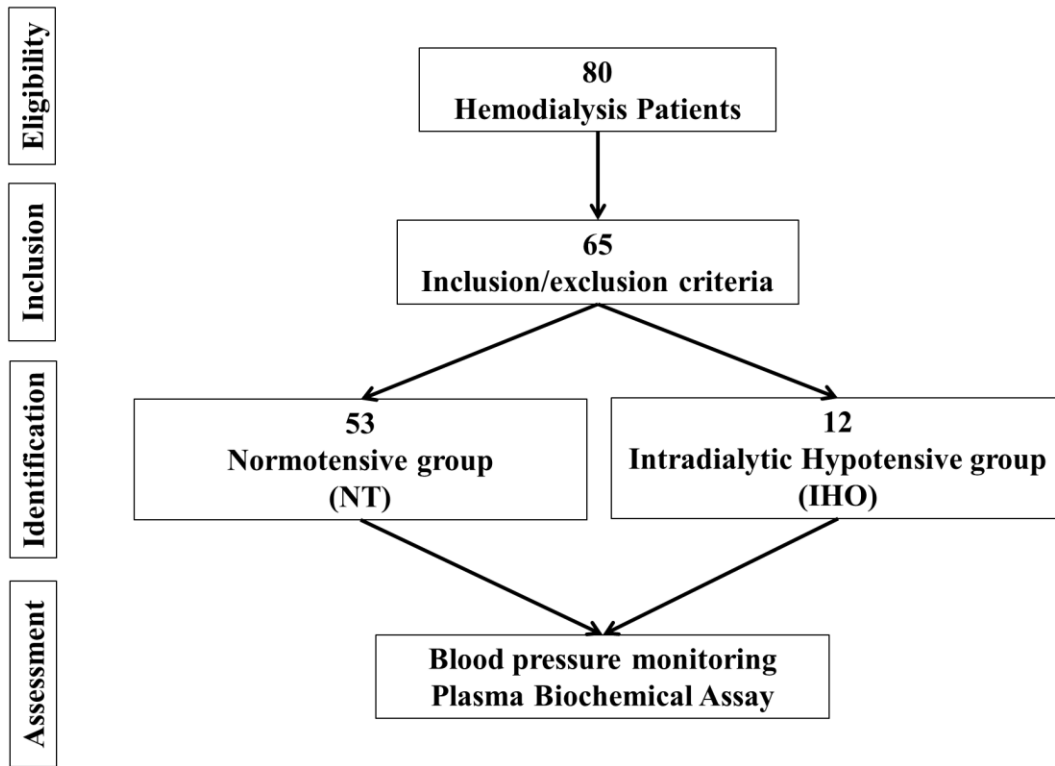 Eligibility
80
Hemodialysis Patients
Inclusion
65
Inclusion/exclusion criteria
Identification
53
Normotensive group
(NT)
12
Intradialytic Hypotensive group
(IHO)
Assessment
Blood pressure monitoring
Plasma Biochemical Assay